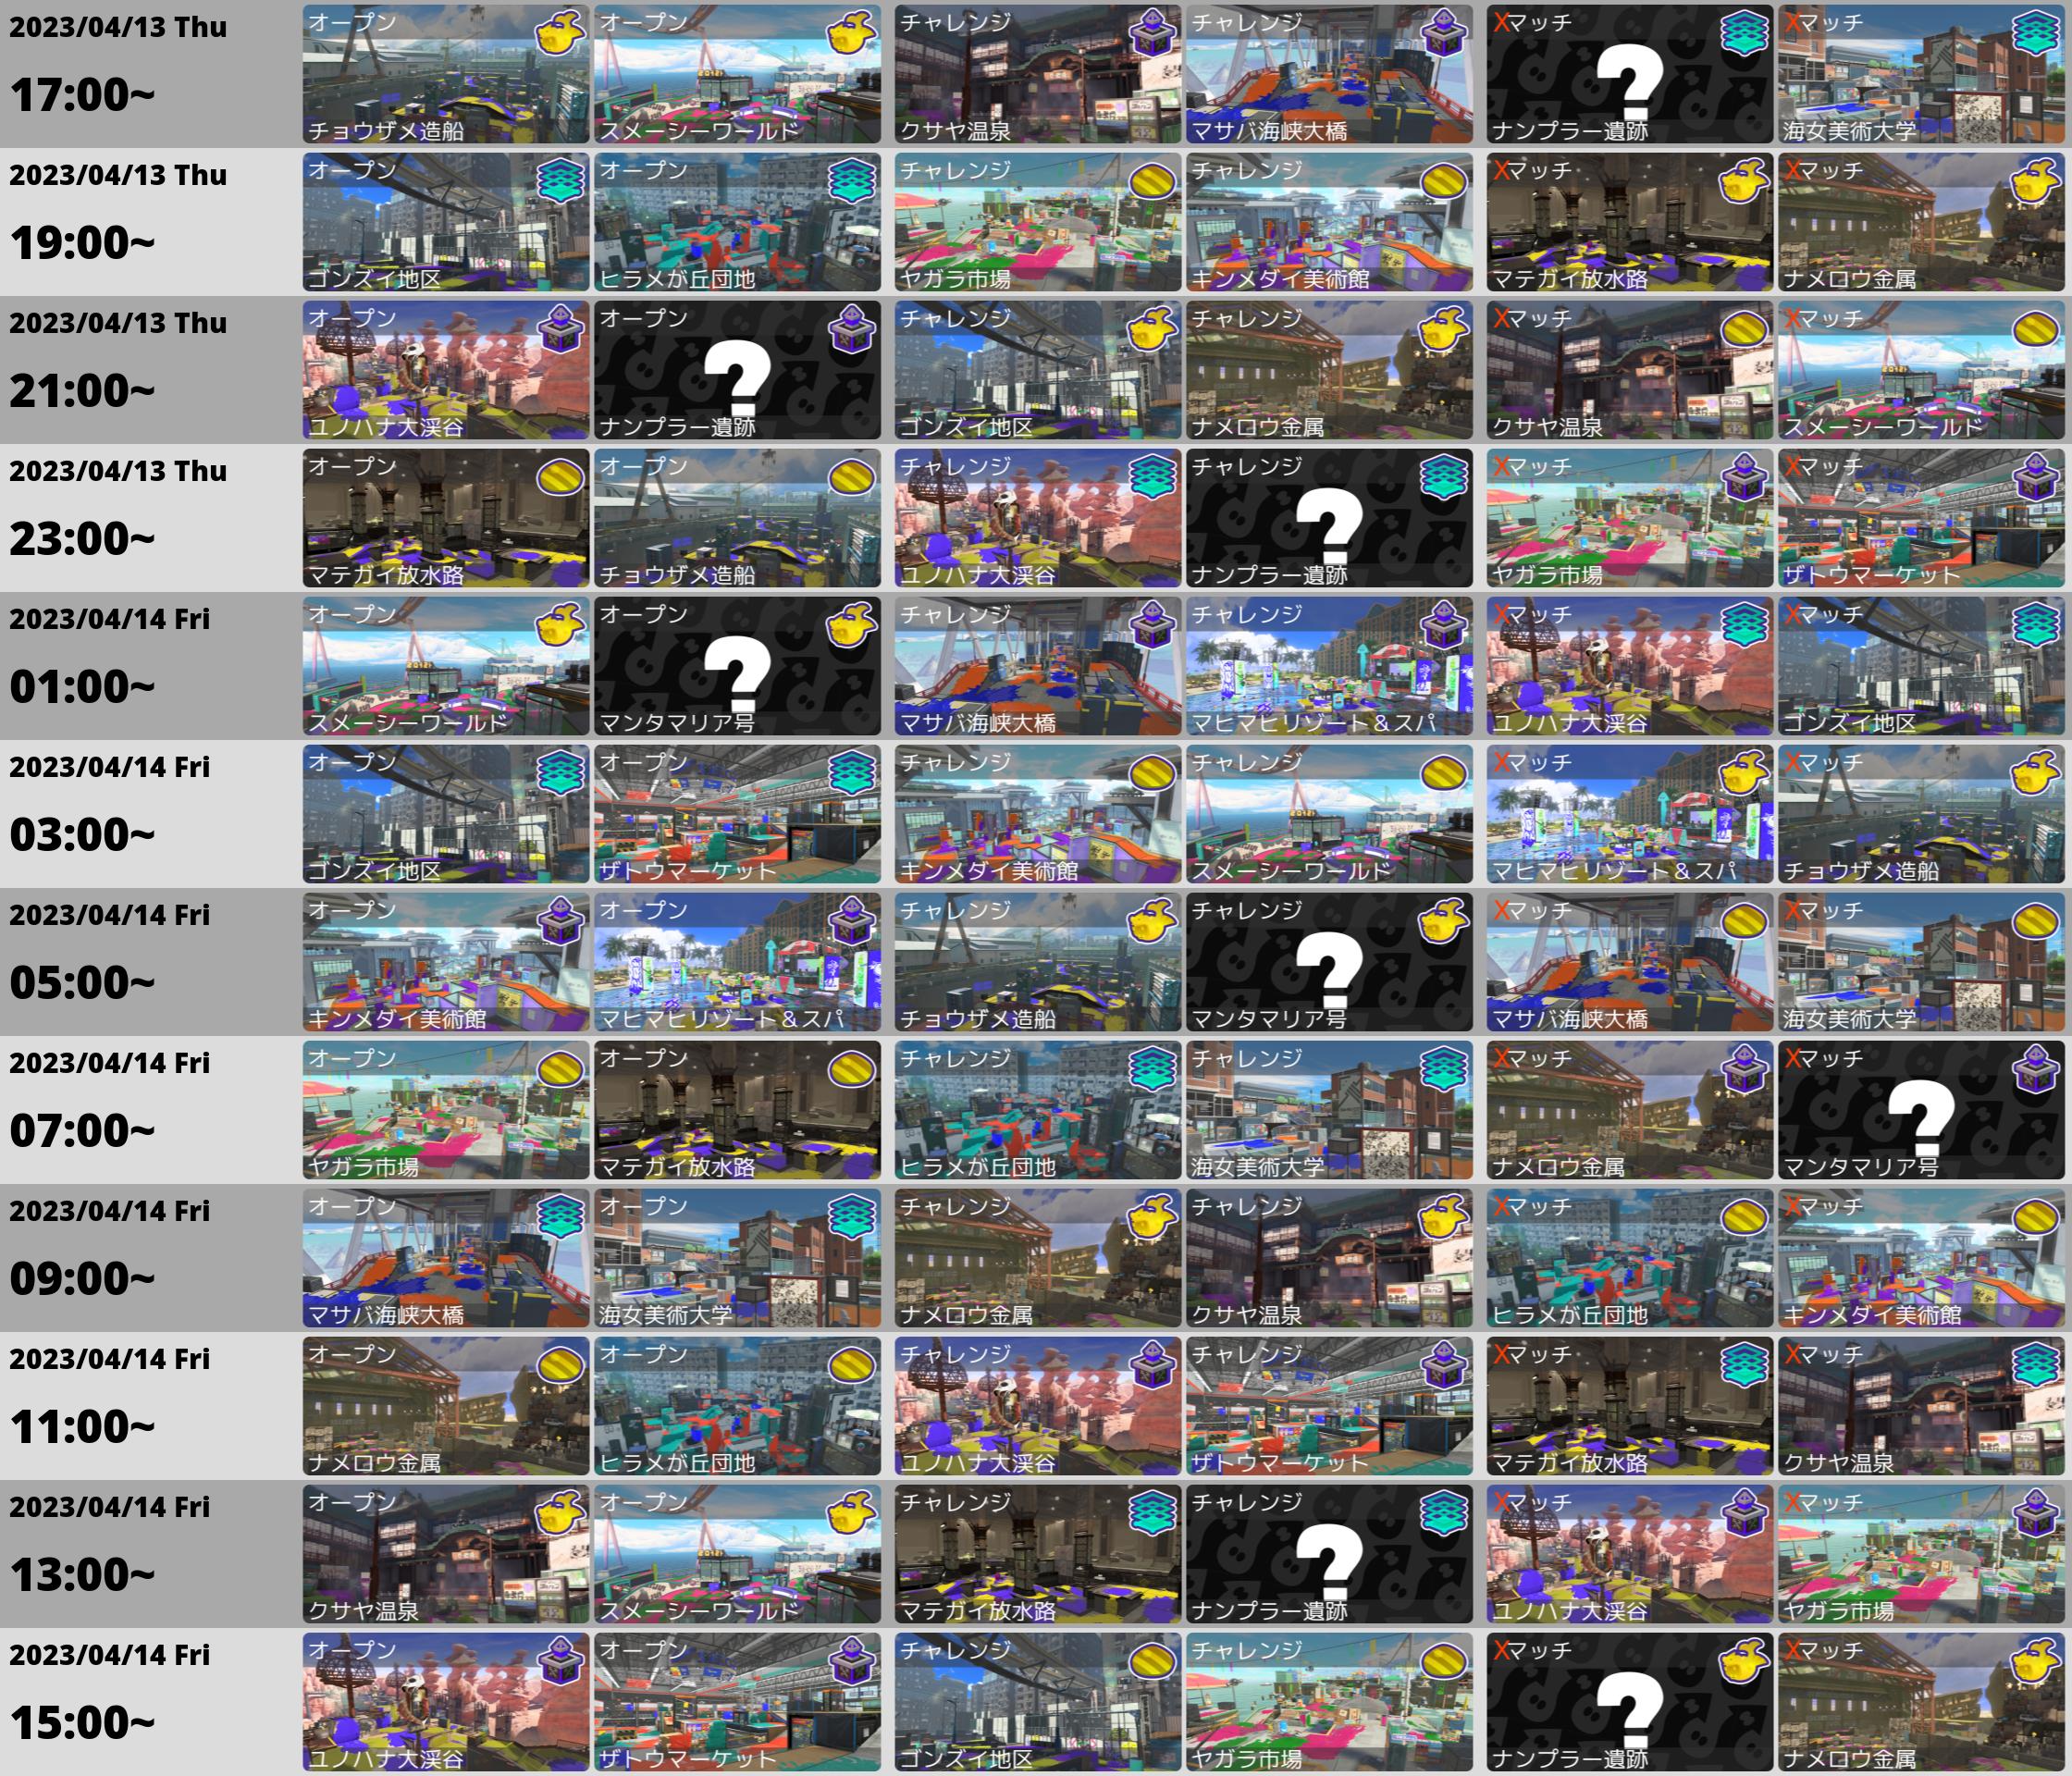 2023/04/13 Thu
17:00~
オープン オープン チャレンジ チャレンジ Xマッチ Xマッチ
チョウザメ造船 スメーシーワールド クサヤ温泉 マサバ海峡大橋 ナンプラー遺跡 海女美術大学
2023/04/13 Thu
19:00~
オープン オープン チャレンジ チャレンジ Xマッチ Xマッチ
ゴンズイ地区 ヒラメが丘団地 ヤガラ市場 キンメダイ美術館 マテガイ放水路 ナメロウ金属
2023/04/13 Thu
21:00~
オープン オープン チャレンジ チャレンジ Xマッチ Xマッチ
ユノハナ大渓谷 ナンプラー遺跡 ゴンズイ地区 ナメロウ金属 クサヤ温泉 スメーシーワールド
2023/04/13 Thu
23:00~
オープン オープン チャレンジ チャレンジ Xマッチ Xマッチ
マテガイ放水路 チョウザメ造船 ユノハナ大渓谷 ナンプラー遺跡 ヤガラ市場 ザトウマーケット
2023/04/14 Fri
01:00~
オープン オープン チャレンジ チャレンジ Xマッチ Xマッチ
スメーシーワールド マンタマリア号 マサバ海峡大橋 マヒマヒリゾート＆スパ ユノハナ大渓谷 ゴンズイ地区
2023/04/14 Fri
03:00~
オープン オープン チャレンジ チャレンジ Xマッチ Xマッチ
ゴンズイ地区 ザトウマーケット キンメダイ美術館 スメーシーワールド マヒマヒリゾート＆スパ チョウザメ造船
2023/04/14 Fri
05:00~
オープン オープン チャレンジ チャレンジ Xマッチ Xマッチ
キンメダイ美術館 マヒマヒリゾート＆スパ チョウザメ造船 マンタマリア号 マサバ海峡大橋 海女美術大学
2023/04/14 Fri
07:00~
オープン オープン チャレンジ チャレンジ Xマッチ Xマッチ
ヤガラ市場 マテガイ放水路 ヒラメが丘団地 海女美術大学 ナメロウ金属 マンタマリア号
2023/04/14 Fri
09:00~
オープン オープン チャレンジ チャレンジ Xマッチ Xマッチ
マサバ海峡大橋 海女美術大学 ナメロウ金属 クサヤ温泉 ヒラメが丘団地 キンメダイ美術館
2023/04/14 Fri
11:00~
オープン オープン チャレンジ チャレンジ Xマッチ Xマッチ
ナメロウ金属 ヒラメが丘団地 ユノハナ大渓谷 ザトウマーケット マテガイ放水路 クサヤ温泉
2023/04/14 Fri
13:00~
オープン オープン チャレンジ チャレンジ Xマッチ Xマッチ
クサヤ温泉 スメーシーワールド マテガイ放水路 ナンプラー遺跡 ユノハナ大渓谷 ヤガラ市場
2023/04/14 Fri
15:00~
オープン オープン チャレンジ チャレンジ Xマッチ Xマッチ
ユノハナ大渓谷 ザトウマーケット ゴンズイ地区 ヤガラ市場 ナンプラー遺跡 ナメロウ金属